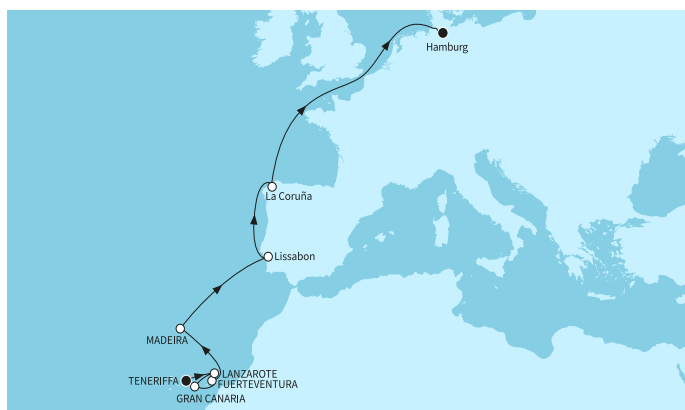 Hamburg
La Coruña
Lissabon
MADEIRA
LANZAROTE
TENERIFFA
FUERTEVENTURA
GRAN CANARIA